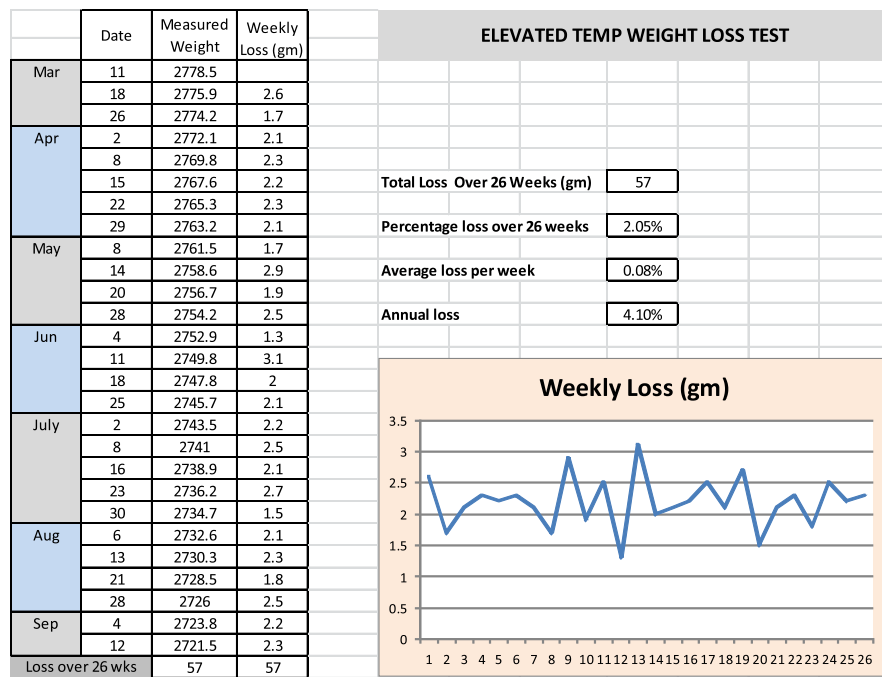 Date Measured Weight Weekly Loss (gm)
Mar 11 2778.5
18 2775.9 2.6
26 2774.2 1.7
Apr 2 2772.1 2.1
8 2769.8 2.3
15 2767.6 2.2
22 2765.3 2.3
29 2763.2 2.1
May 8 2761.5 1.7
14 2758.6 2.9
20 2756.7 1.9
28 2754.2 2.5
Jun 4 2752.9 1.3
11 2749.8 3.1
18 2747.8 2
25 2745.7 2.1
July 2 2743.5 2.2
8 2741 2.5
16 2738.9 2.1
23 2736.2 2.7
30 2734.7 1.5
Aug 6 2732.6 2.1
13 2730.3 2.3
21 2728.5 1.8
28 2726 2.5
Sep 4 2723.8 2.2
12 2721.5 2.3
Loss over 26 wks 57 57
ELEVATED TEMP WEIGHT LOSS TEST
Total Loss Over 26 Weeks (gm) 57
Percentage loss over 26 weeks 2.05%
Average loss per week 0.08%
Annual loss 4.10%
Weekly Loss (gm)
3.5
3
2.5
2
1.5
1
0.5
0
1 2 3 4 5 6 7 8 9 10 11 12 13 14 15 16 17 18 19 20 21 22 23 24 25 26